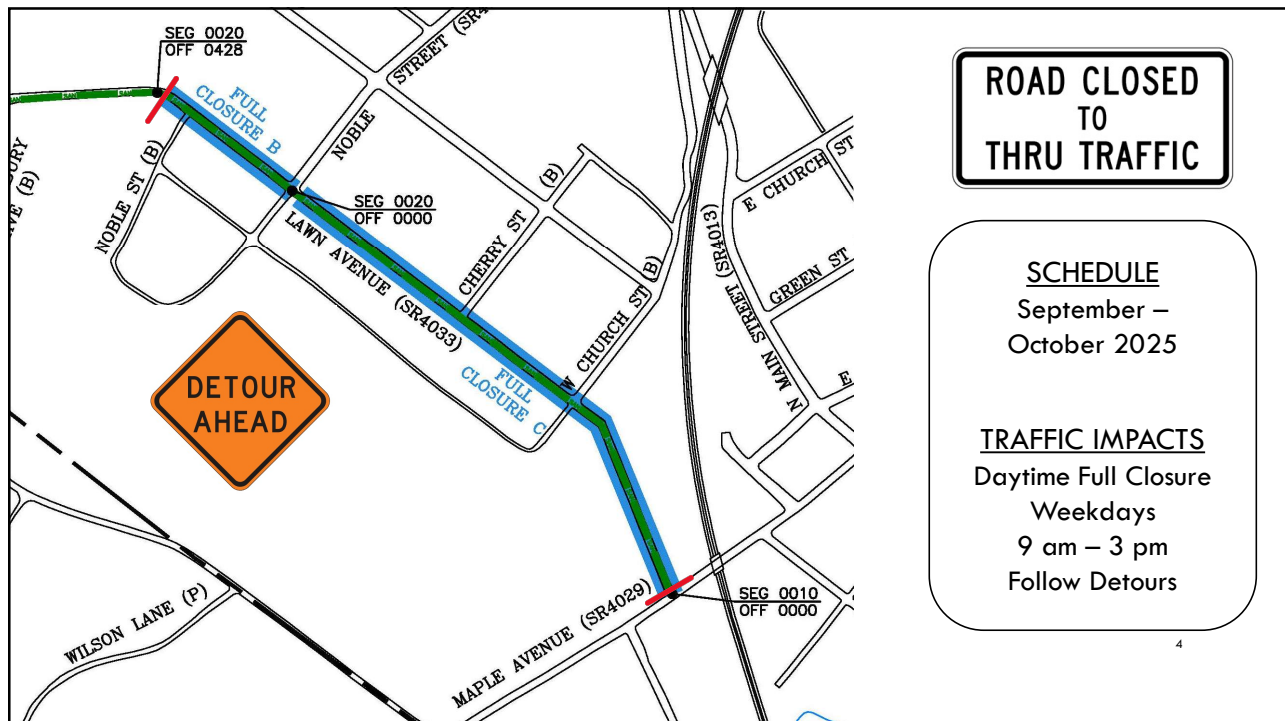 SEG 0020
OFF 0428
STREET (SR4
FULL
CLOSURE B
NOBLE
NOBLE ST (B)
SEG 0020
OFF 0000
LAWN AVENUE (SR4033)
CHERRY ST
(B)
W CHURCH ST (B)
FULL
CLOSURE C
N MAIN STREET (SR4013)
E CHURCH ST
GREEN ST
E
URY
VE (B)
DETOUR
AHEAD
WILSON LANE (P)
MAPLE AVENUE (SR4029)
SEG 0010
OFF 0000
ROAD CLOSED
TO
THRU TRAFFIC
SCHEDULE
September –
October 2025
TRAFFIC IMPACTS
Daytime Full Closure
Weekdays
9 am – 3 pm
Follow Detours
4